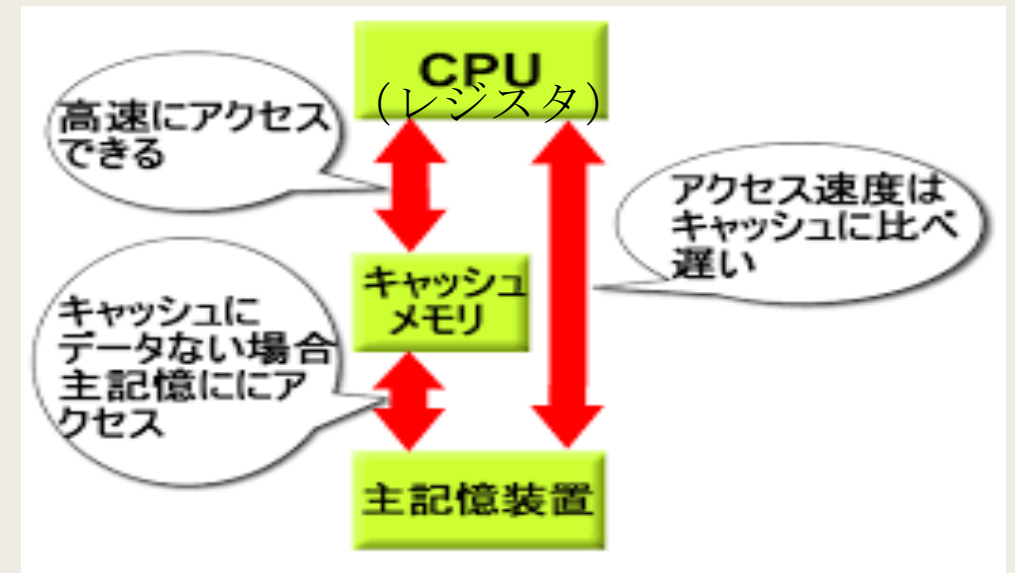 CPU
（レジスタ）
高速にアクセス
できる
アクセス速度は
キャッシュに比べ
遅い
キャッシュ
メモリ
キャッシュに
データない場合
主記憶ににア
クセス
主記憶装置